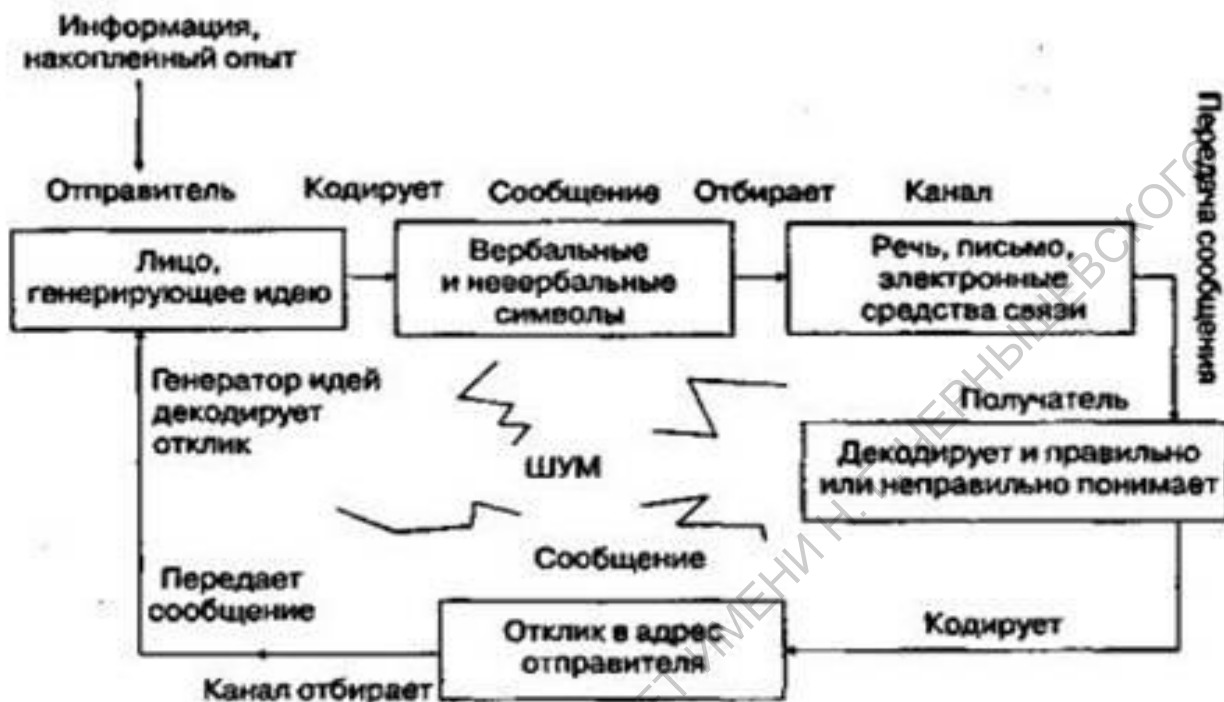 Информация,
накопленный опыт
Отправитель
Кодирует
Сообщение
Отбирает
Канал
Передача сообщения
Лицо,
генерирующее идею
Вербальные
и невербальные
символы
Речь, письмо,
электронные
средства связи
Генератор идей
декодирует
отклик
ШУМ
Получатель
Декодирует и правильно
или неправильно понимает
Сообщение
Передает
сообщение
Отклик в адрес
отправителя
Кодирует
Канал отбирает
ИМЕНИ Н. Г. ЧЕРНЫШЕВСКОГО